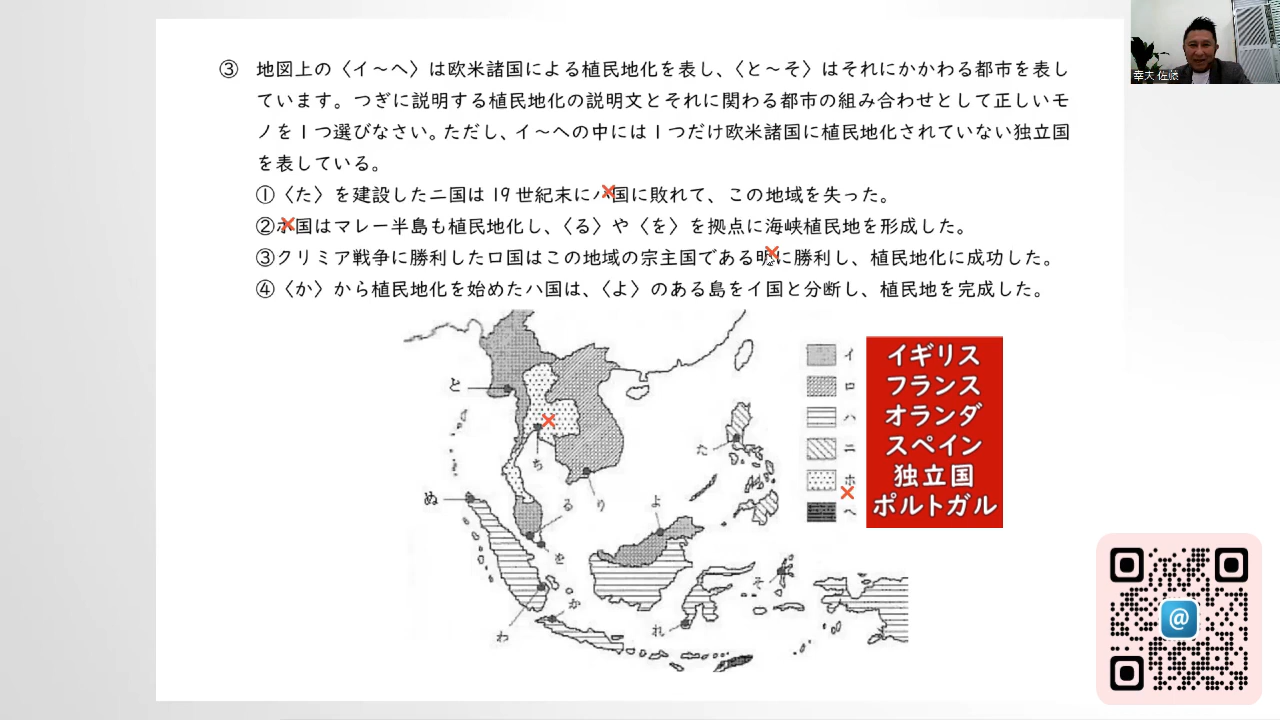 幸大 佐藤
③ 地図上の〈イ～ヘ〉は欧米諸国による植民地化を表し、〈と～そ〉はそれにかかわる都市を表し
ています。つぎに説明する植民地化の説明文とそれに関わる都市の組み合わせとして正しいモ
ノを1つ選びなさい。ただし、イ～ヘの中には1つだけ欧米諸国に植民地化されていない独立国
を表している。
①〈た〉を建設したニ国は19世紀末にハ国に敗れて、この地域を失った。
②ホ国はマレー半島も植民地化し、〈る〉や〈を〉を拠点に海峡植民地を形成した。
③クリミア戦争に勝利したロ国はこの地域の宗主国である明に勝利し、植民地化に成功した。
④〈か〉から植民地化を始めたハ国は、〈よ〉のある島をイ国と分断し、植民地を完成した。
イ イギリス
ロ フランス
ハ オランダ
ニ スペイン
ホ 独立国
ヘ ポルトガル
と
た
ち
ぬ
る
り
よ
を
そ
か
わ
れ
@